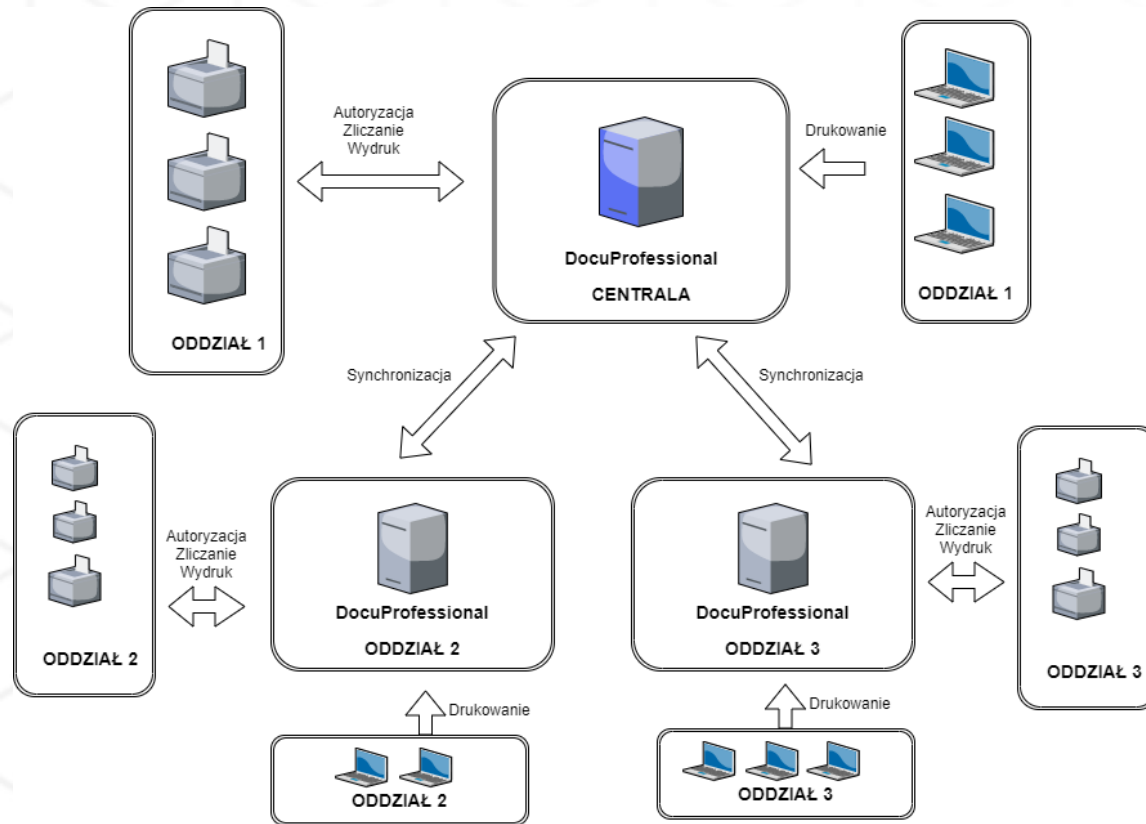 Autoryzacja
Zliczanie
Wydruk
ODDZIAŁ 1
DocuProfessional
CENTRALA
Drukowanie
ODDZIAŁ 1
Synchronizacja
Synchronizacja
ODDZIAŁ 2
Autoryzacja
Zliczanie
Wydruk
DocuProfessional
ODDZIAŁ 2
DocuProfessional
ODDZIAŁ 3
Autoryzacja
Zliczanie
Wydruk
ODDZIAŁ 3
Drukowanie
ODDZIAŁ 2
Drukowanie
ODDZIAŁ 3